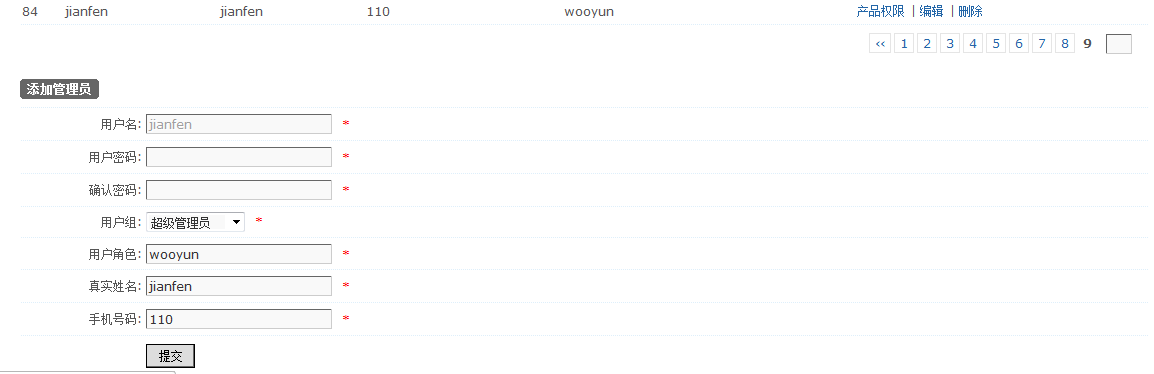 84 jianfen jianfen 110 wooyun 产品权限 | 编辑 | 删除
‹‹ 1 2 3 4 5 6 7 8 9
添加管理员
用户名: jianfen *
用户密码: *
确认密码: *
用户组: 超级管理员 *
用户角色: wooyun *
真实姓名: jianfen *
手机号码: 110 *
提交